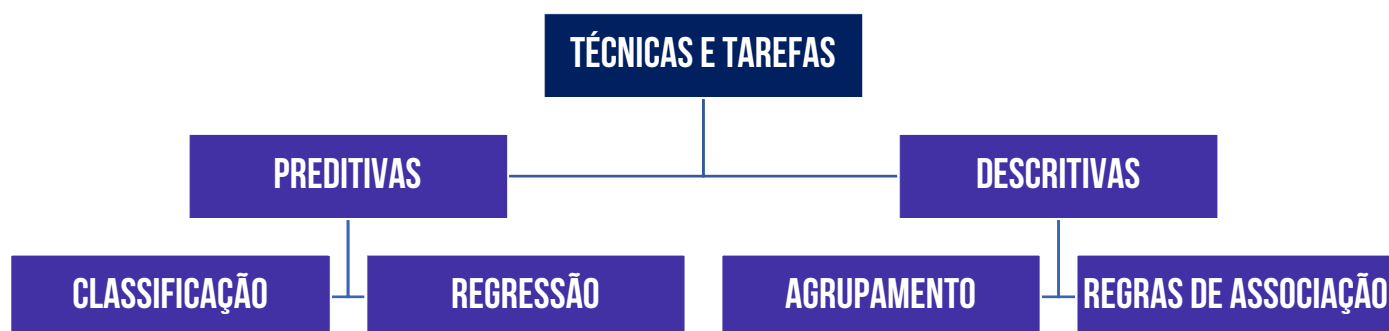 TÉCNICAS E TAREFAS
PREDITIVAS
DESCRITIVAS
CLASSIFICAÇÃO
REGRESSÃO
AGRUPAMENTO
REGRAS DE ASSOCIAÇÃO